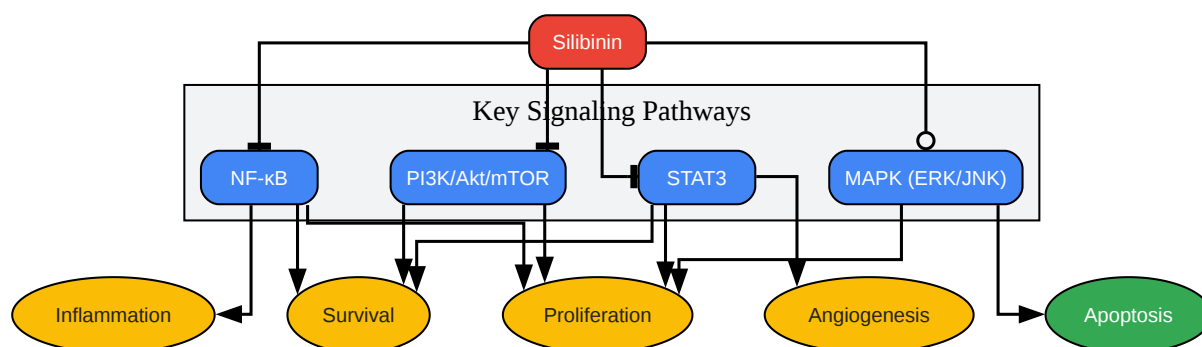 Silibinin
Key Signaling Pathways
NF-κB
PI3K/Akt/mTOR
STAT3
MAPK (ERK/JNK)
Inflammation
Survival
Proliferation
Angiogenesis
Apoptosis